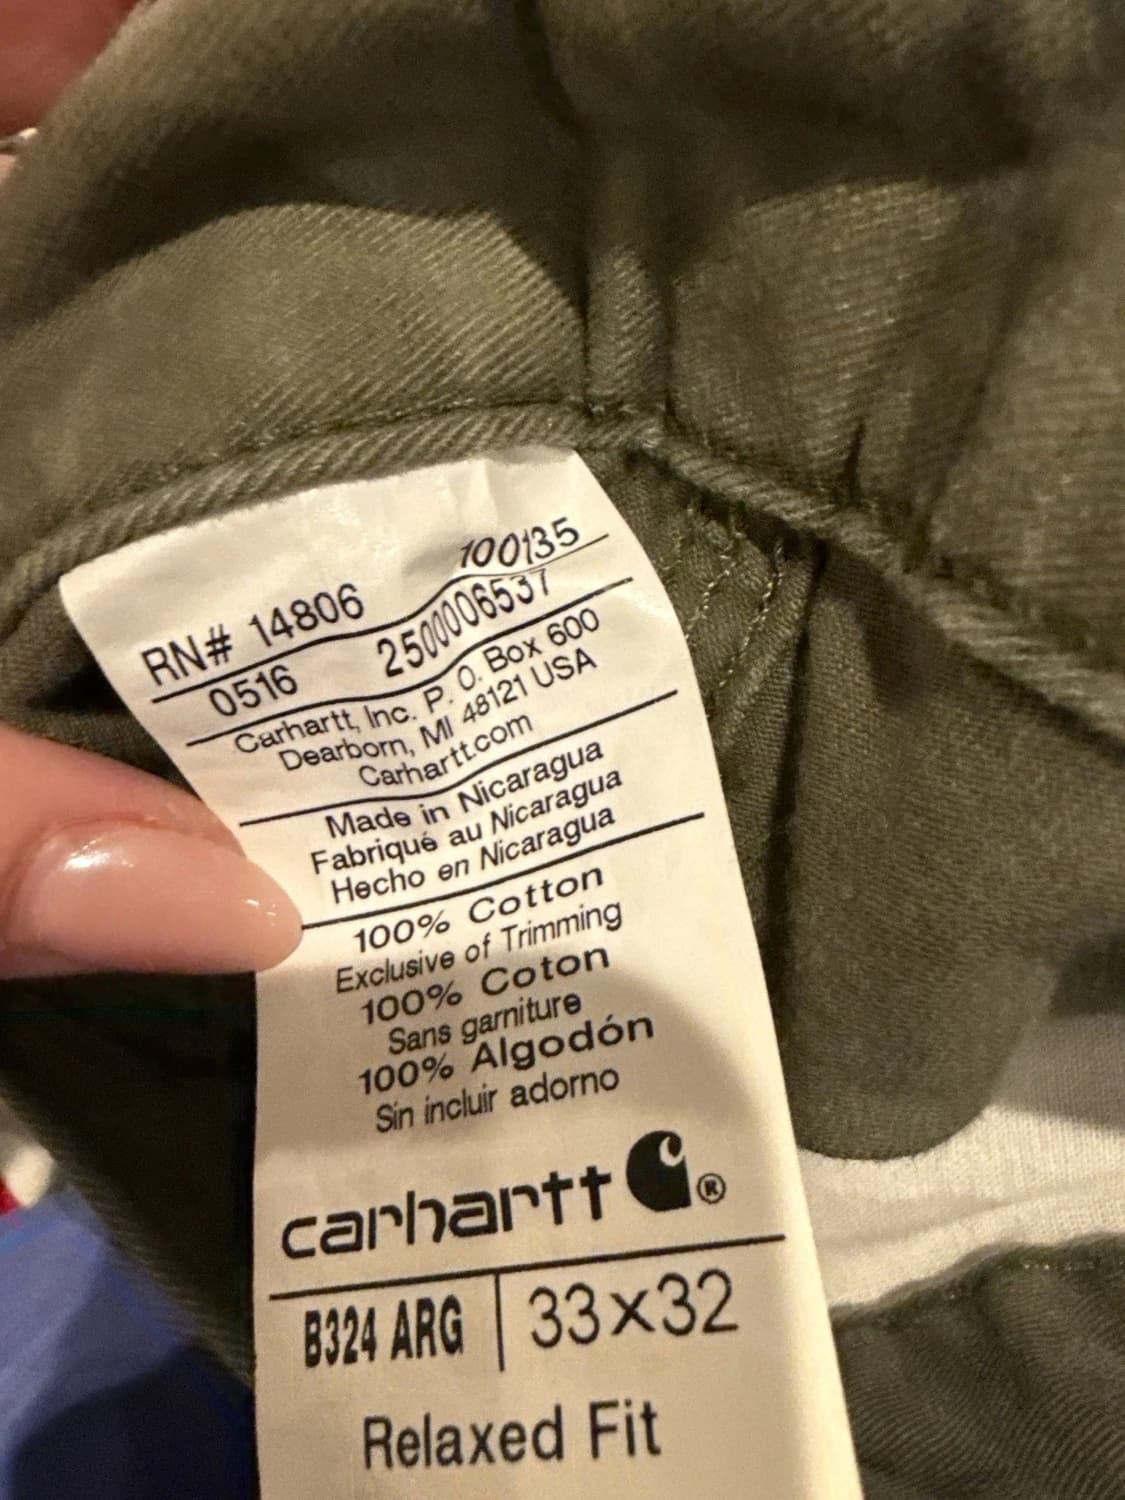 100135
RN# 14806
0516 2500006537
Carhartt, Inc. P. O. Box 600
Dearborn, MI 48121 USA
Carhartt.com
Made in Nicaragua
Fabriqué au Nicaragua
Hecho en Nicaragua
100% Cotton
Exclusive of Trimming
100% Coton
Sans garniture
100% Algodón
Sin incluir adorno
carhartt ®
B324 ARG 33x32
Relaxed Fit